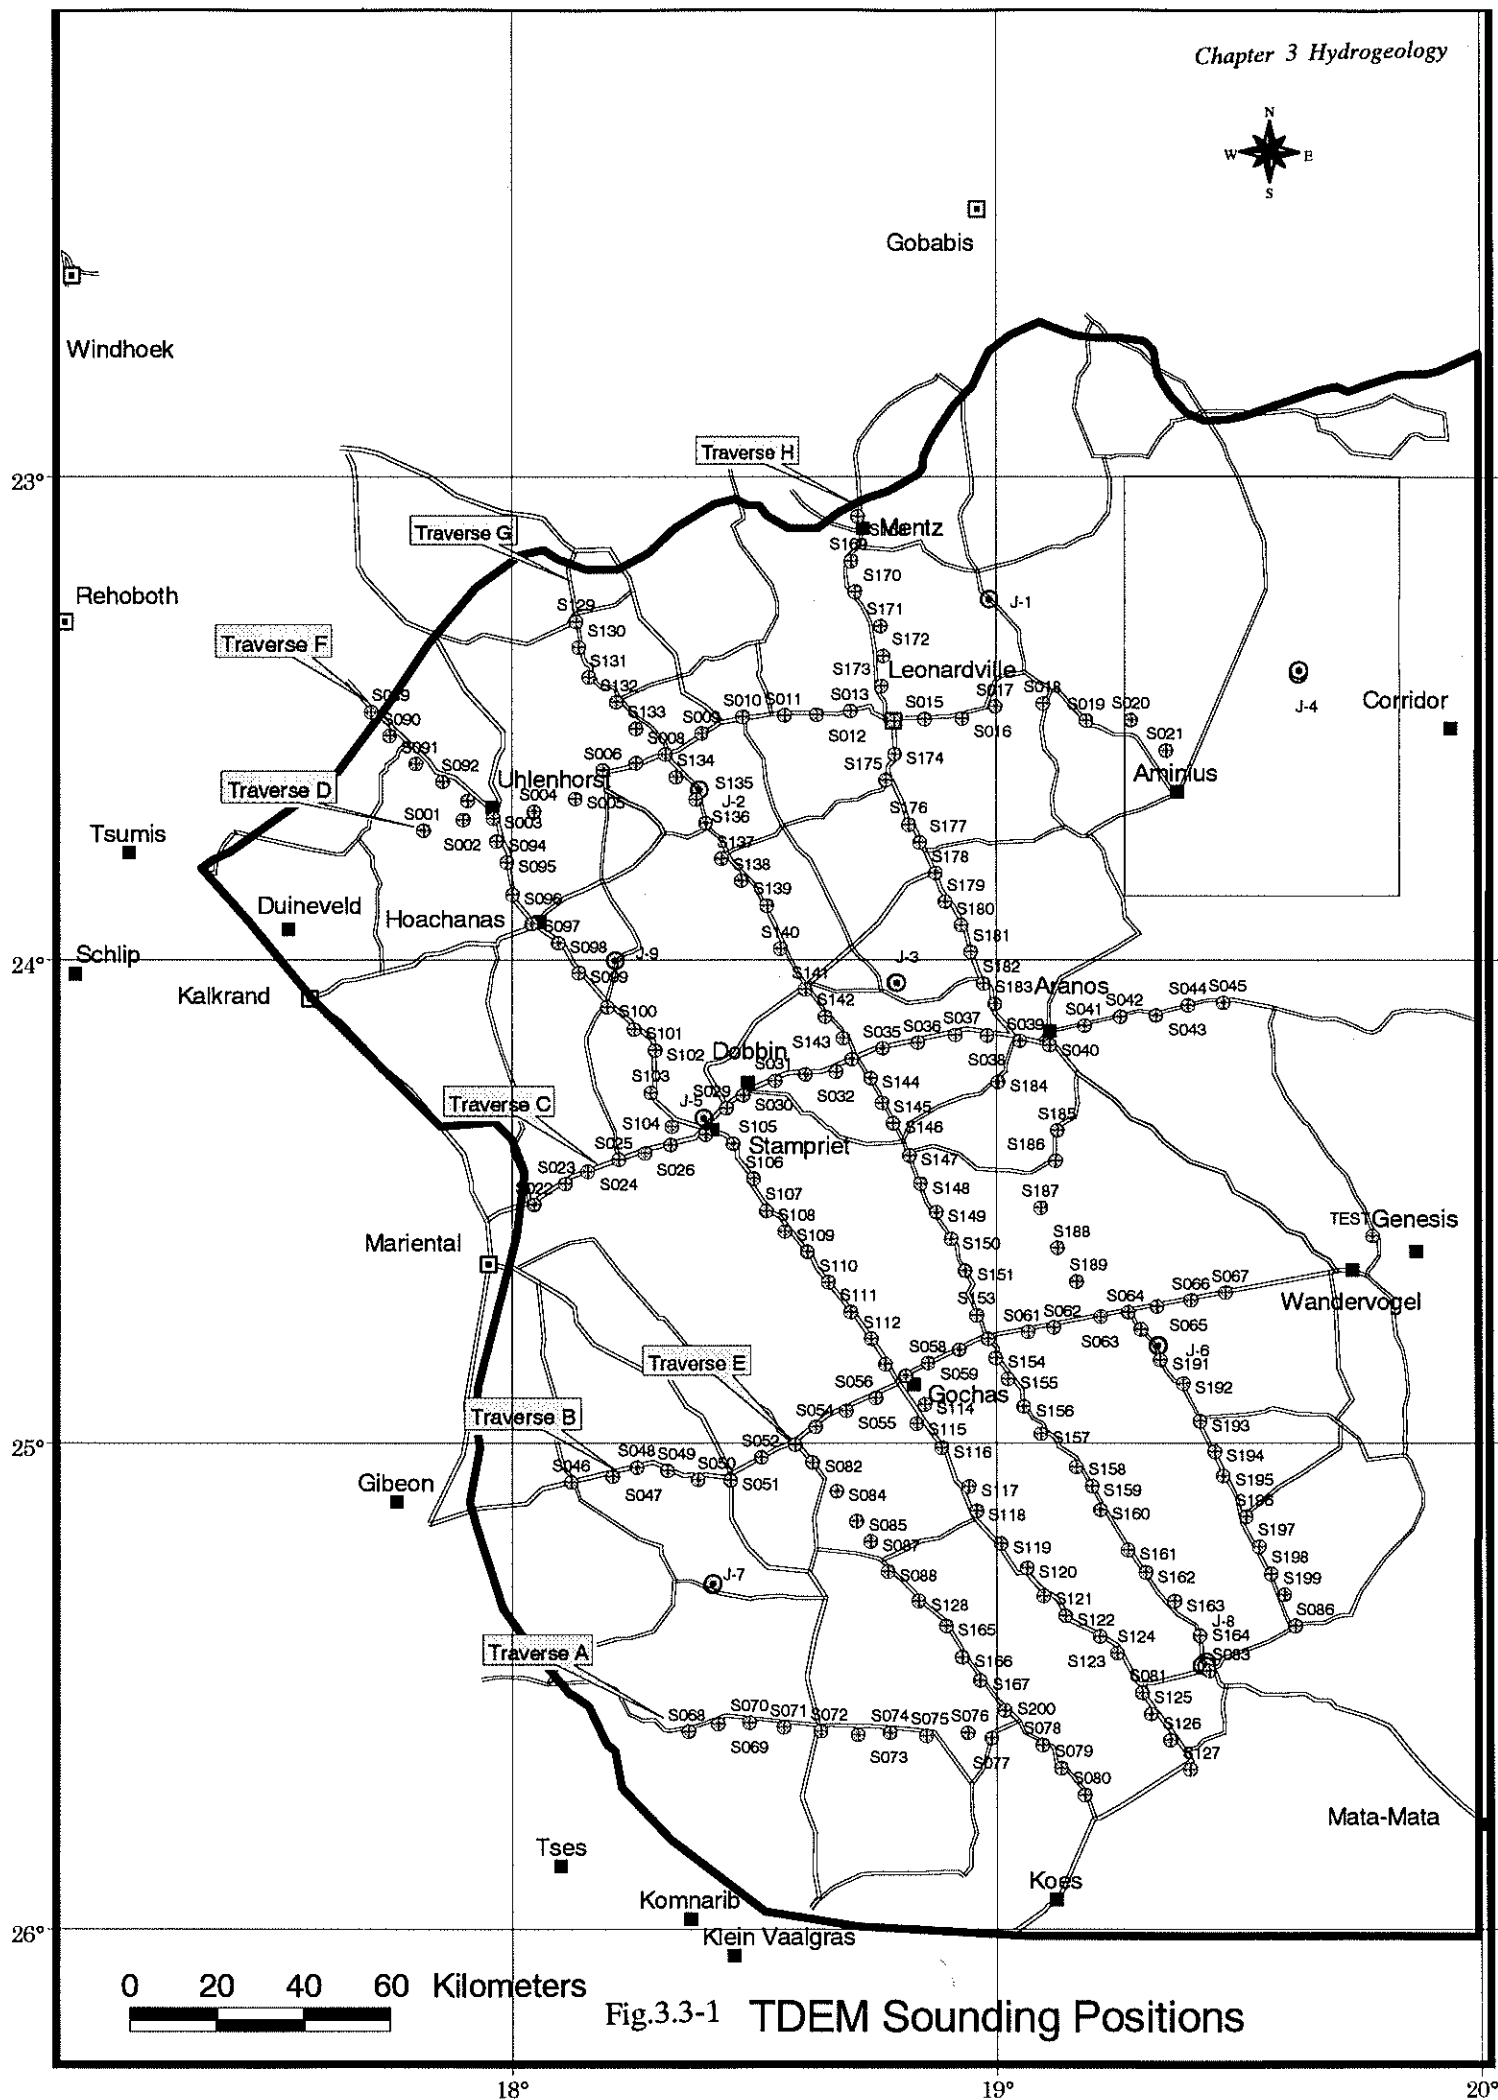 Chapter 3 Hydrogeology
N
W E
S
Gobabis
Windhoek
Traverse H
23°
Traverse G
Mentz
S169
S170
Rehoboth
J-1
S129
S171
S130
Traverse F
S172
S131
S173 Leonardville
S132
S017 S018
J-4
Corridor
S090
S133
S009 S010 S011 S013 S015 S019 S020
S091
S008
S012 S016
S021
S092
S006
S134
S174
S175
Aminius
Traverse D
Uhlenhorst
S135
S004 S005
J-2
S001
S003
S136
S176
Tsumis
S002
S094
S177
S095
S137
S138
S178
S139
S179
Duineveld
S096
Hoachanas
S097
S180
S140
S181
Schlip
S098
J-9
J-3
24°
S099
S141
S182
Kalkrand
S183 Aranos
S142
S100
S042 S044 S045
S041
S043
S101
S143
S035 S036 S037 S039
S040
S102
Dobbin
S038
S031
S103
S032
S144
S184
Traverse C
J-5
S029
S030
S145
S104
S105
S146
S185
S025
Stampriet
S186
S023
S026
S147
S022 S024
S106
S148
S107
S187
S108
S149
TEST Genesis
Mariental
S109
S150
S188
S110
S151
S189
S111
S153
S064 S066 S067
Wandervogel
S112
S061 S062
S063 S065
Traverse E
S058
J-6
S059
S154
S191
S056
Gochas
S155
S192
Traverse B
S054
S055
S114
S156
S115
S193
S052
S116
S157
S048 S049 S050
S082
S194
S046
S047
S051
S158
Gibeon
S084
S117
S159
S195
S118
S160
S196
S085
S087
S119
S197
S161
J-7
S088
S120
S162
S198
S121
S199
S128
S122
S163
J-8
S086
S165
S124
S164
Traverse A
S123
S083
S166
S081
S167
S125
S068 S070 S071 S072 S074 S075 S076
S200
S069 S073
S078
S126
S077
S079
S127
S080
Mata-Mata
Tses
Koes
Komnarib
26°
Klein Vaalgras
25°
0 20 40 60 Kilometers
Fig.3.3-1 TDEM Sounding Positions
18° 19° 20°